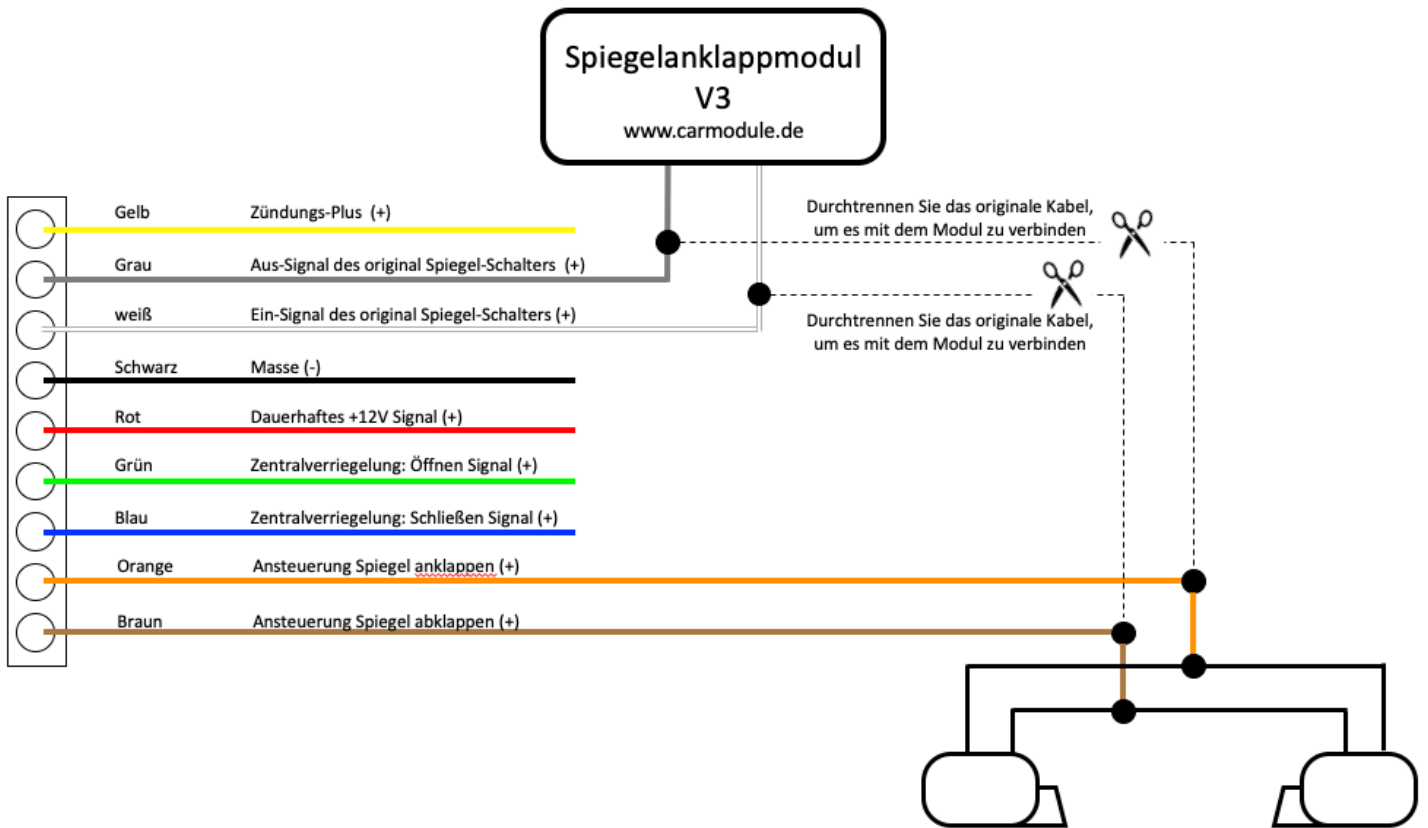 Spiegelanklappmodul
V3
www.carmodule.de
Durchtrennen Sie das originale Kabel,
um es mit dem Modul zu verbinden
Gelb Zündungs-Plus (+)
Grau Aus-Signal des original Spiegel-Schalters (+)
weiß Ein-Signal des original Spiegel-Schalters (+)
Durchtrennen Sie das originale Kabel,
um es mit dem Modul zu verbinden
Schwarz Masse (-)
Rot Dauerhaftes +12V Signal (+)
Grün Zentralverriegelung: Öffnen Signal (+)
Blau Zentralverriegelung: Schließen Signal (+)
Orange Ansteuerung Spiegel anklappen (+)
Braun Ansteuerung Spiegel abklappen (+)